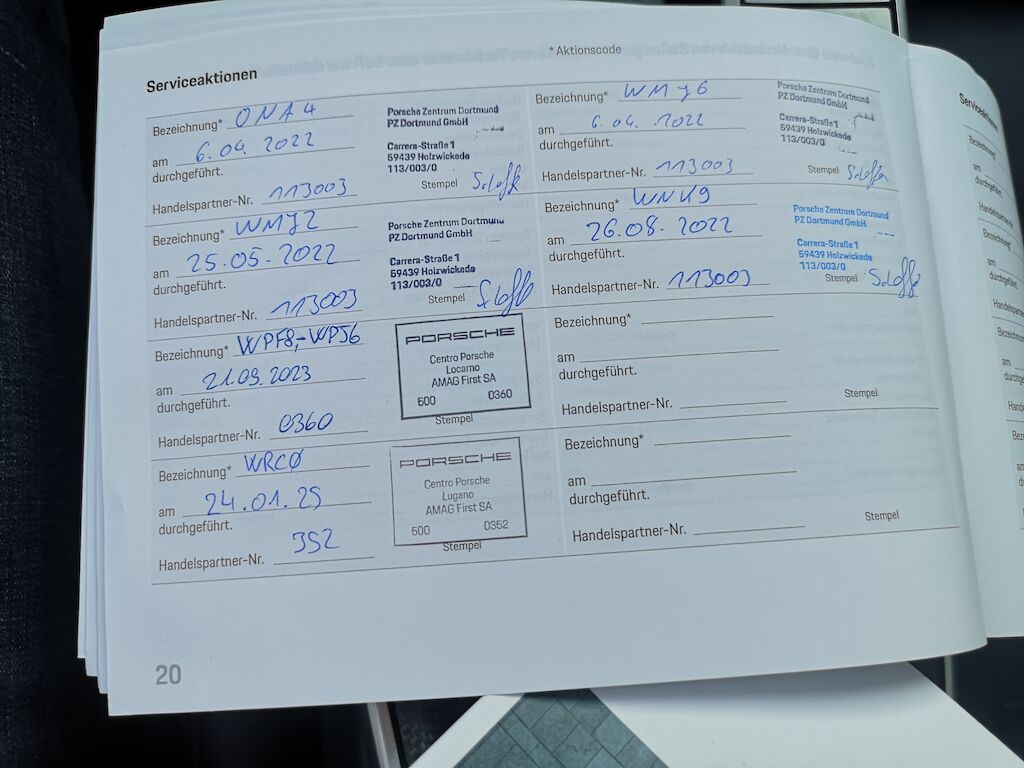 * Aktionscode
Serviceaktionen
Bezeichnung* ONA4
am 6.04.2022
durchgeführt.
Handelspartner-Nr. 113003
Porsche Zentrum Dortmund
PZ Dortmund GmbH
Carrera-Straße 1
59439 Holzwickede
113/003/0
Stempel
Bezeichnung* WMY6
am 6.04.2022
durchgeführt.
Handelspartner-Nr. 113003
Porsche Zentrum Dortmund
PZ Dortmund GmbH
Carrera-Straße 1
59439 Holzwickede
113/003/0
Stempel
Bezeichnung* WMJ2
am 25.05.2022
durchgeführt.
Handelspartner-Nr. 113003
Porsche Zentrum Dortmund
PZ Dortmund GmbH
Carrera-Straße 1
59439 Holzwickede
113/003/0
Stempel
Bezeichnung* WNK9
am 26.08.2022
durchgeführt.
Handelspartner-Nr. 113003
Porsche Zentrum Dortmund
PZ Dortmund GmbH
Carrera-Straße 1
59439 Holzwickede
113/003/0
Stempel
Bezeichnung* WPF8,-WPJ6
am 21.09.2023
durchgeführt.
Handelspartner-Nr. 0360
PORSCHE
Centro Porsche
Locarno
AMAG First SA
500 0360
Stempel
Bezeichnung*
am
durchgeführt.
Handelspartner-Nr.
Stempel
Bezeichnung* WRCØ
am 24.01.25
durchgeführt.
Handelspartner-Nr. 352
PORSCHE
Centro Porsche
Lugano
AMAG First SA
500 0352
Stempel
Bezeichnung*
am
durchgeführt.
Handelspartner-Nr.
Stempel
20